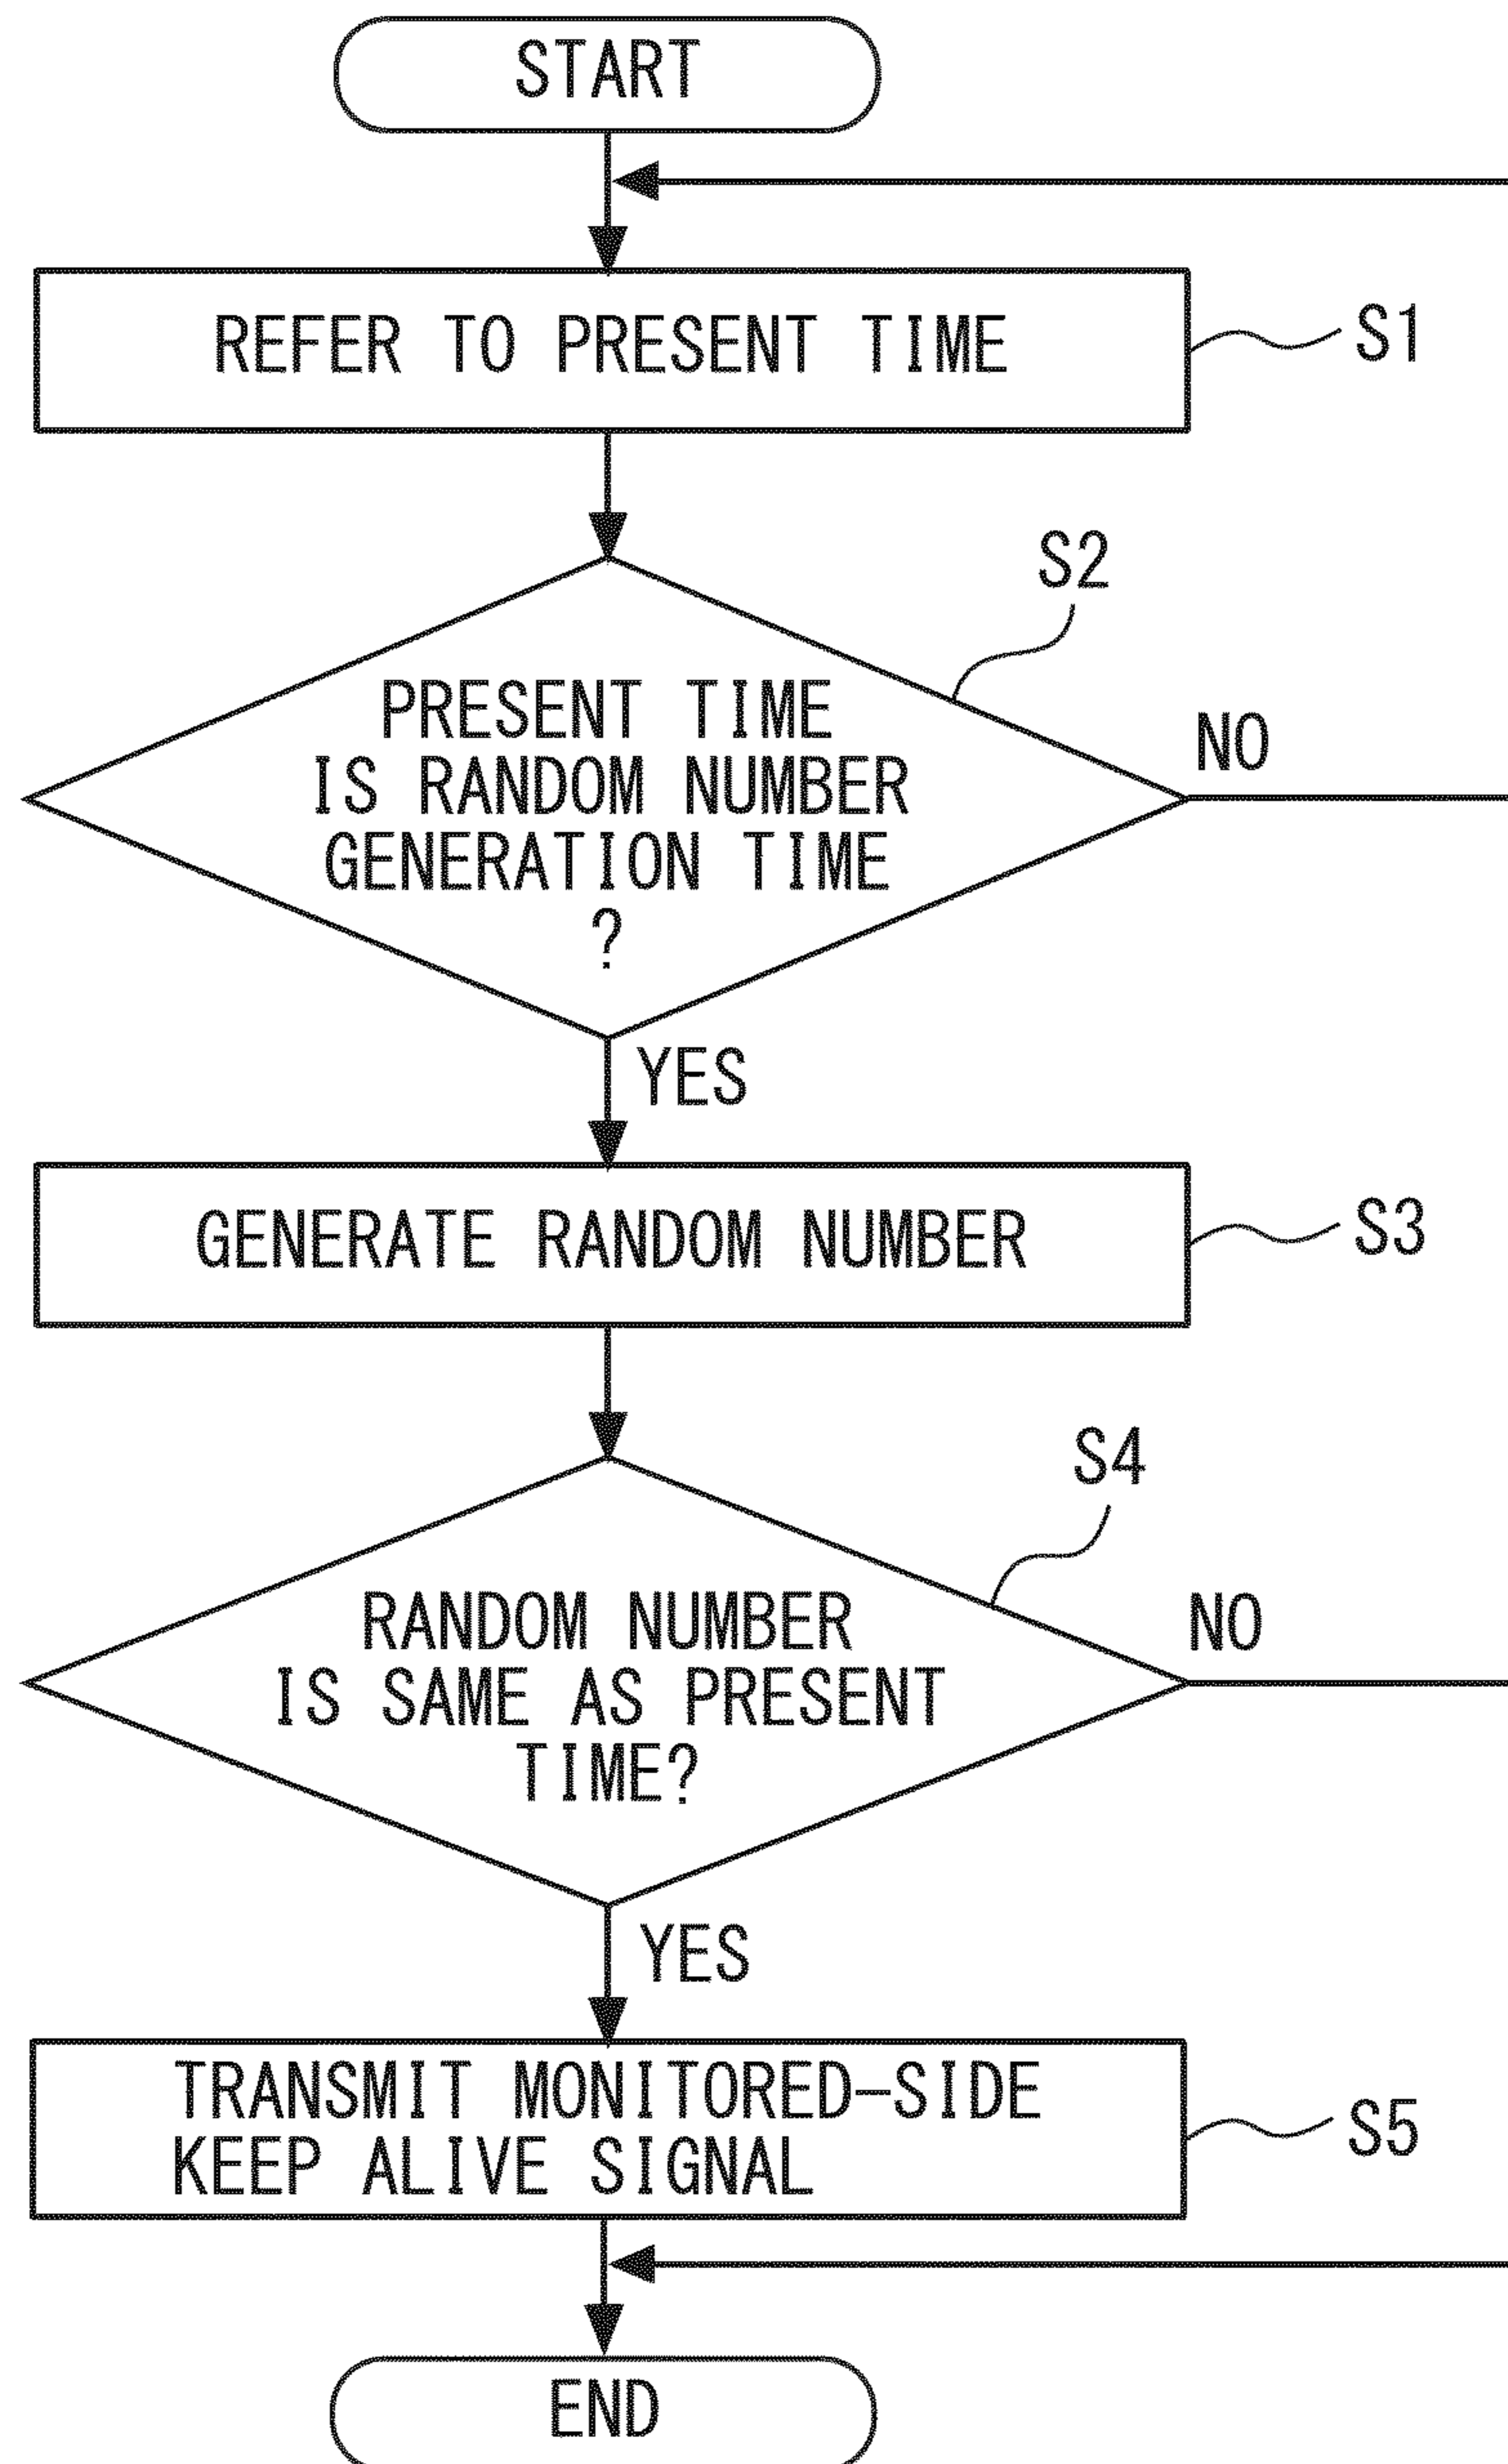 START
REFER TO PRESENT TIME
S1
S2
PRESENT TIME
IS RANDOM NUMBER
GENERATION TIME
?
NO
YES
GENERATE RANDOM NUMBER
S3
S4
RANDOM NUMBER
IS SAME AS PRESENT
TIME?
NO
YES
TRANSMIT MONITORED-SIDE
KEEP ALIVE SIGNAL
S5
END